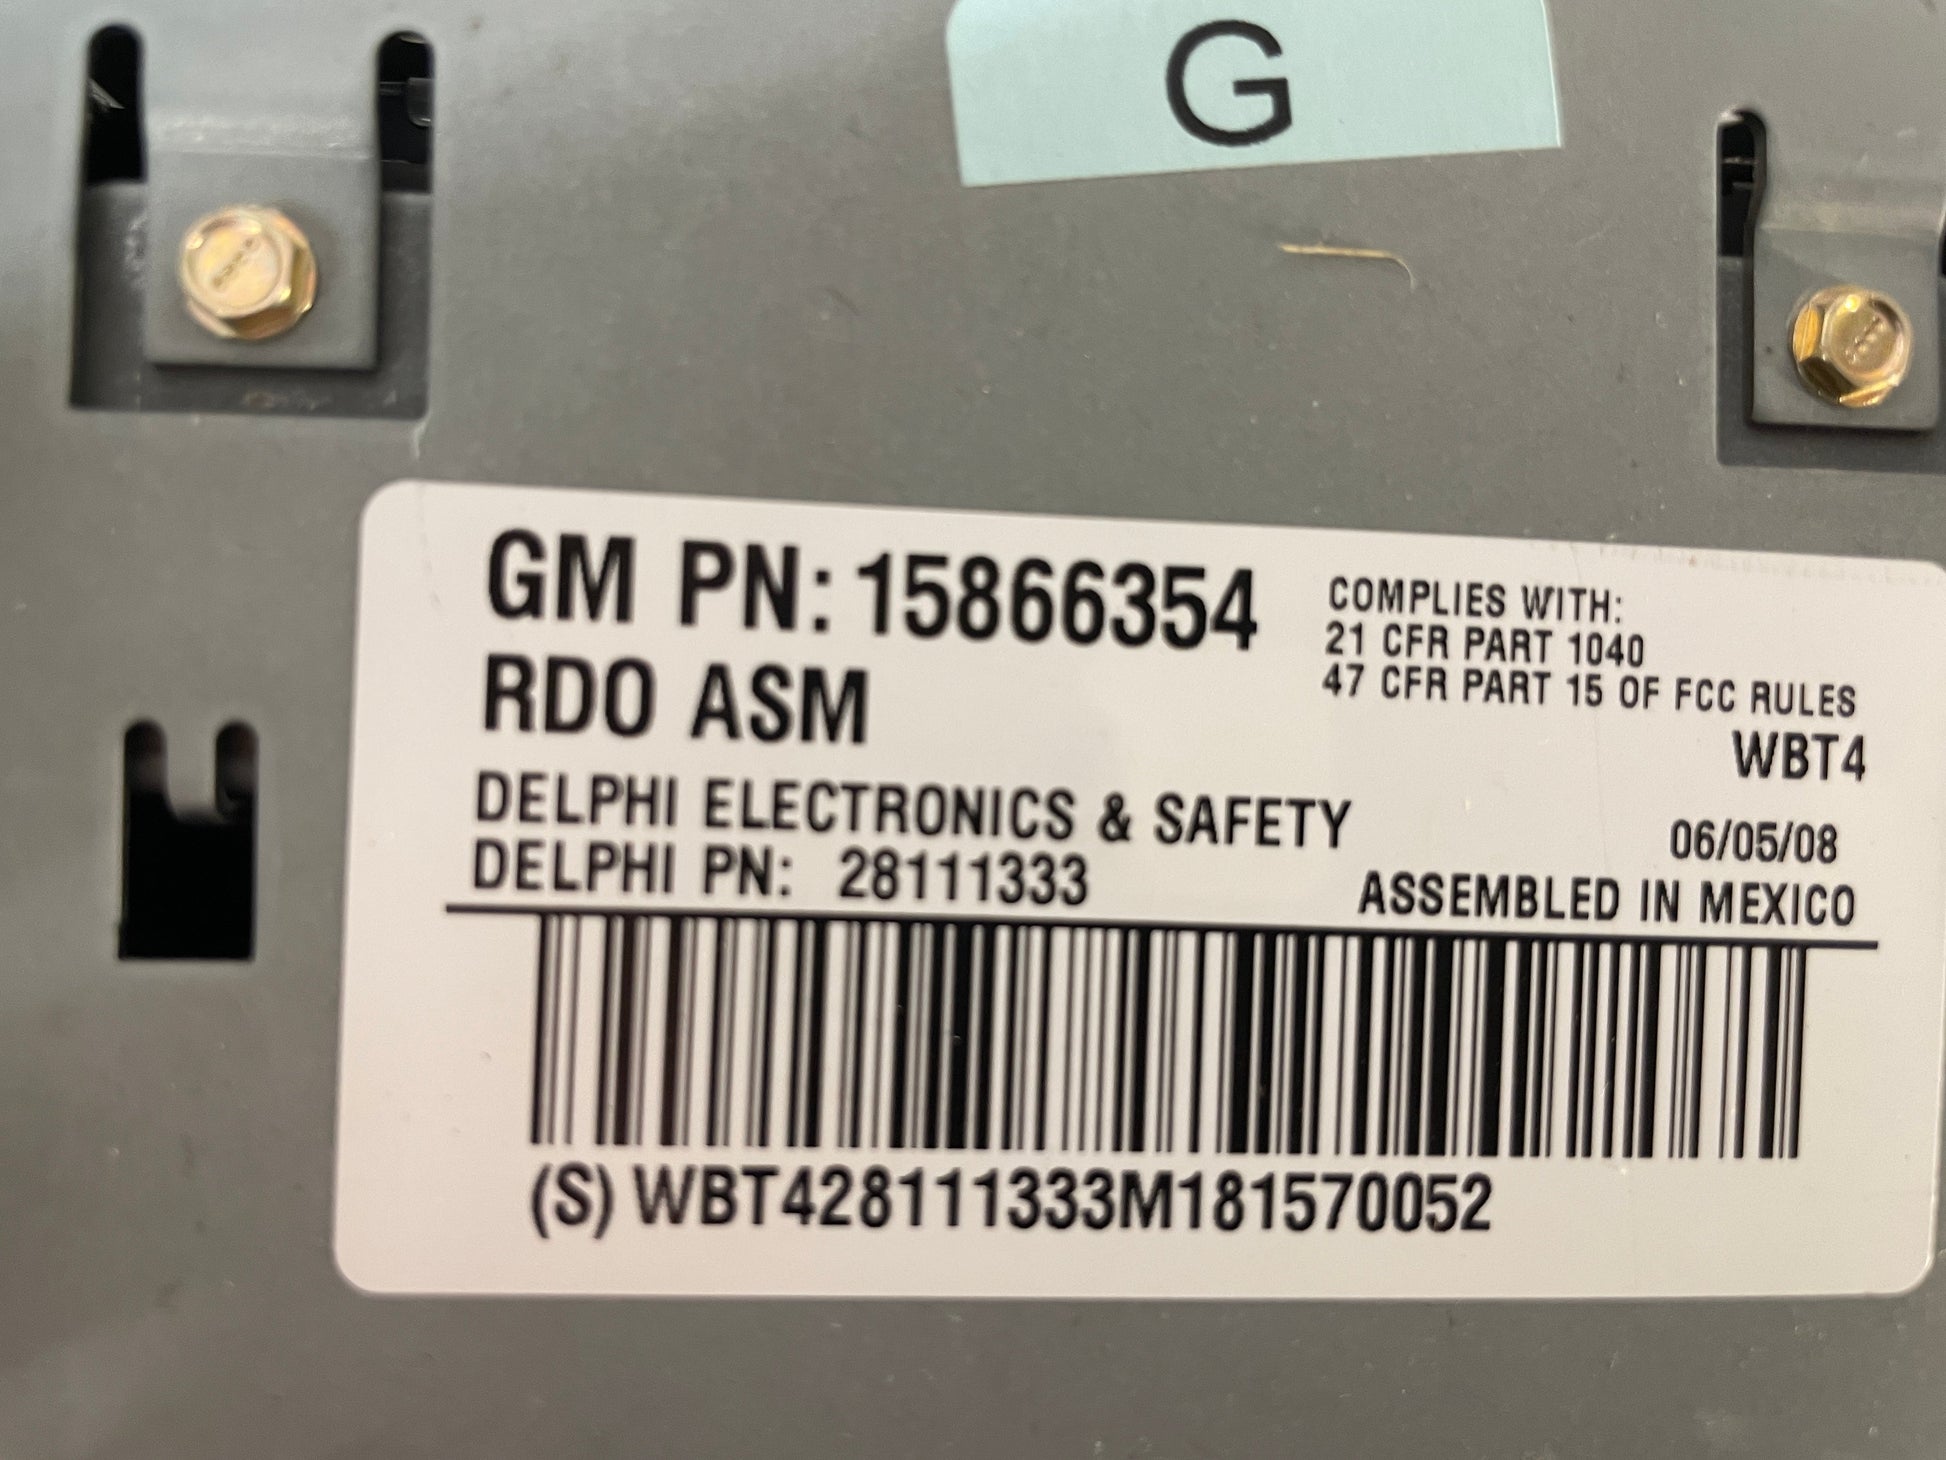 G
GM PN: 15866354
RDO ASM
COMPLIES WITH:
21 CFR PART 1040
47 CFR PART 15 OF FCC RULES
WBT4
DELPHI ELECTRONICS & SAFETY
06/05/08
DELPHI PN: 28111333
ASSEMBLED IN MEXICO
(S) WBT428111333M181570052